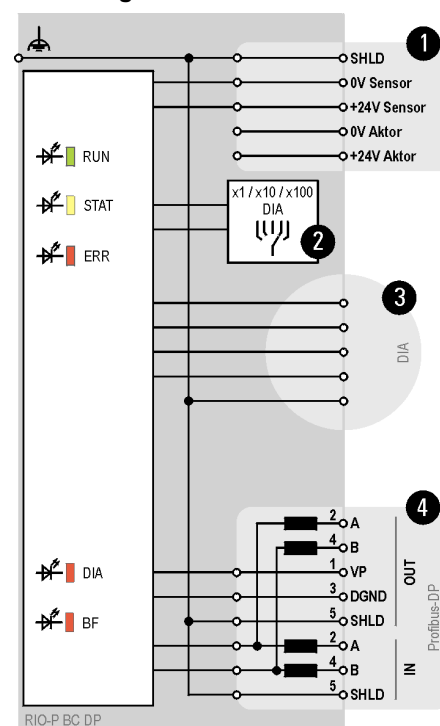 1
SHLD
0V Sensor
+24V Sensor
0V Aktor
+24V Aktor
RUN
STAT
ERR
x1 / x10 / x100
DIA
2
3
DIA
4
2 A
4 B
1 VP
3 DGND
5 SHLD
OUT
2 A
4 B
5 SHLD
IN
Profibus-DP
DIA
BF
RIO-P BC DP